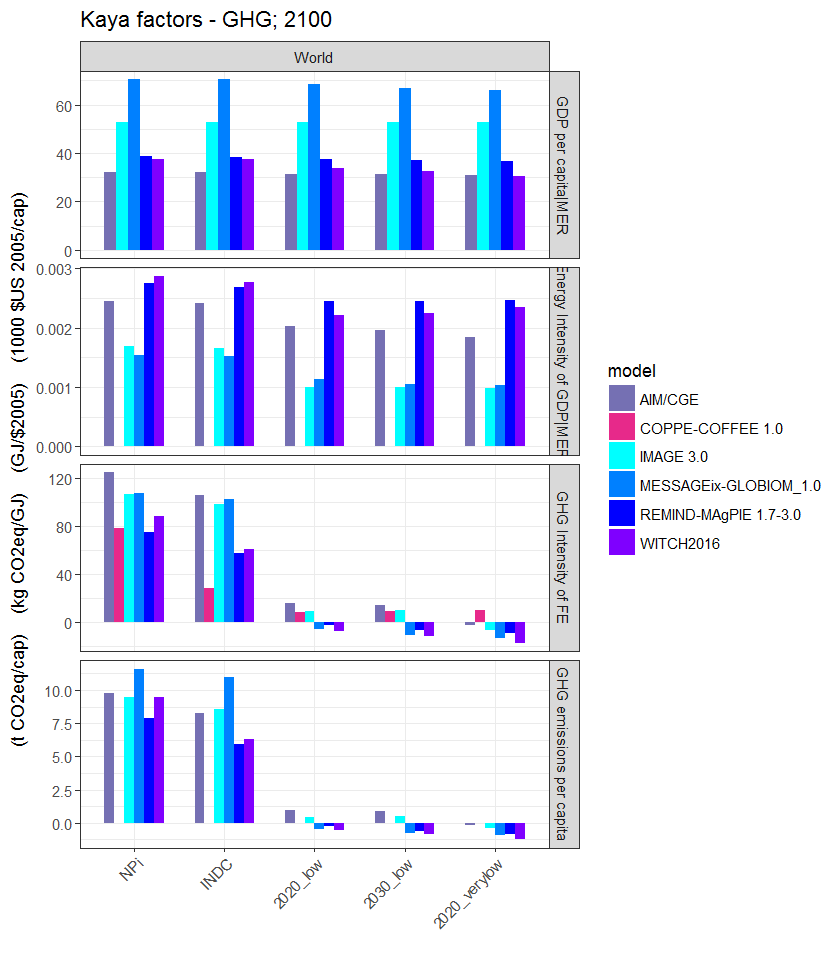 Kaya factors - GHG; 2100
World
60
40
20
0
GDP per capita|MER
(1000 $US 2005/cap)
0.003
0.002
0.001
0.000
Energy Intensity of GDP|MER
(GJ/$2005)
120
80
40
0
GHG Intensity of FE
(kg CO2eq/GJ)
10.0
7.5
5.0
2.5
0.0
GHG emissions per capita
(t CO2eq/cap)
NPi
INDC
2020_low
2030_low
2020_verylow
model
AIM/CGE
COPPE-COFFEE 1.0
IMAGE 3.0
MESSAGEix-GLOBIOM_1.0
REMIND-MAgPIE 1.7-3.0
WITCH2016